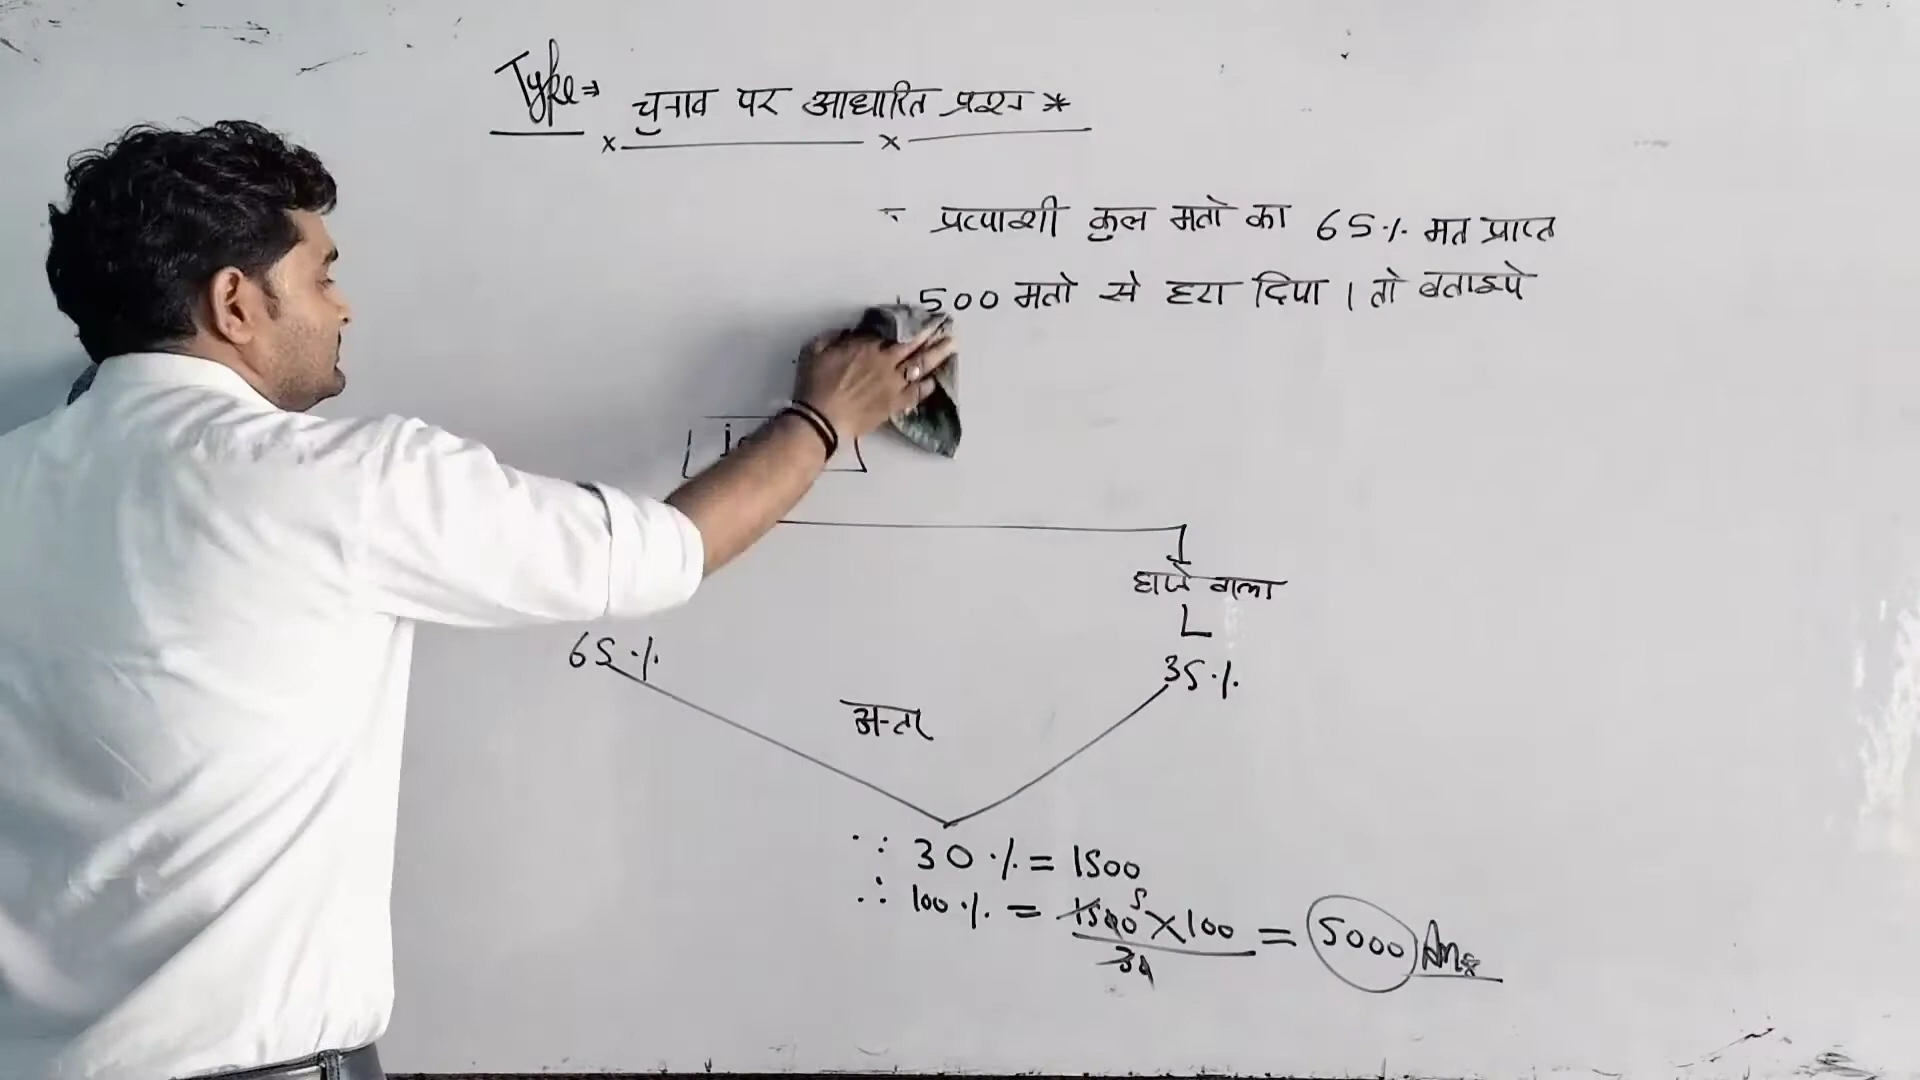 Type⇒ चुनाव पर आधारित प्रश्न *
प्रत्याशी कुल मतो का 65% मत प्राप्त
500 मतो से हरा दिया । तो बताइये
हारने वाला
65% 35%
अन्तर
∵ 30% = 1500
∴ 100% = 1500 5 × 100 / 30 = 5000 Ans